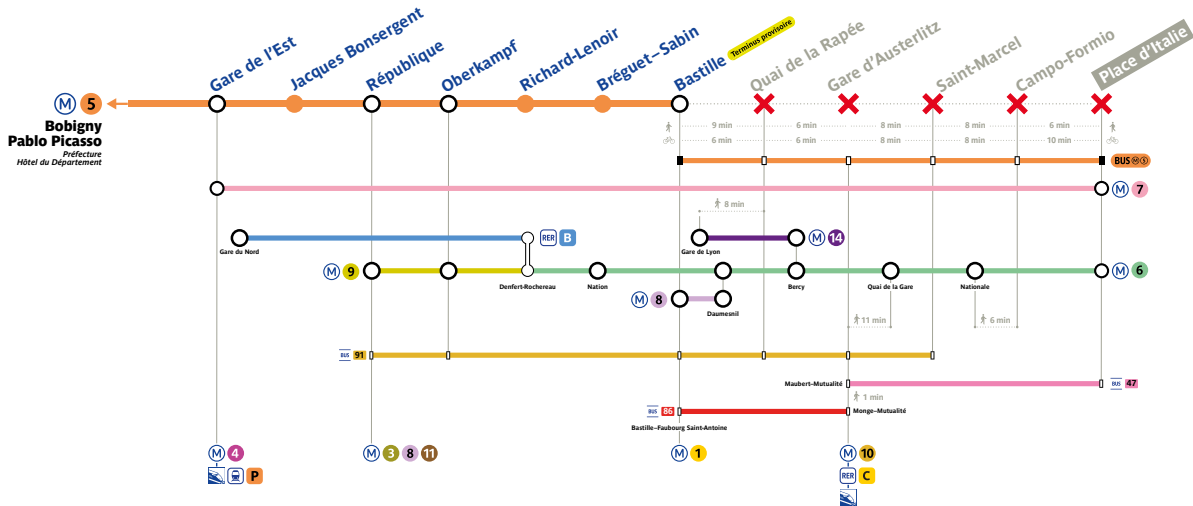 Gare de l'Est
Jacques Bonsergent
République
Oberkampf
Richard-Lenoir
Bréguet–Sabin
Bastille
Terminus provisoire
Quai de la Rapée
Gare d'Austerlitz
Saint-Marcel
Campo-Formio
Place d'Italie
M 5
Bobigny
Pablo Picasso
Préfecture
Hôtel du Département
9 min 6 min 8 min 8 min 6 min
6 min 6 min 8 min 8 min 10 min
BUS M 5
M 7
8 min
Gare du Nord
RER B
Gare de Lyon
M 14
M 9
Denfert-Rochereau
Nation
Bercy
Quai de la Gare
Nationale
M 6
M 8
Daumesnil
11 min
6 min
BUS 91
Maubert-Mutualité
BUS 47
1 min
BUS 86
Monge-Mutualité
Bastille–Faubourg Saint-Antoine
M 4
P
M 3 8 11
M 1
M 10
RER C